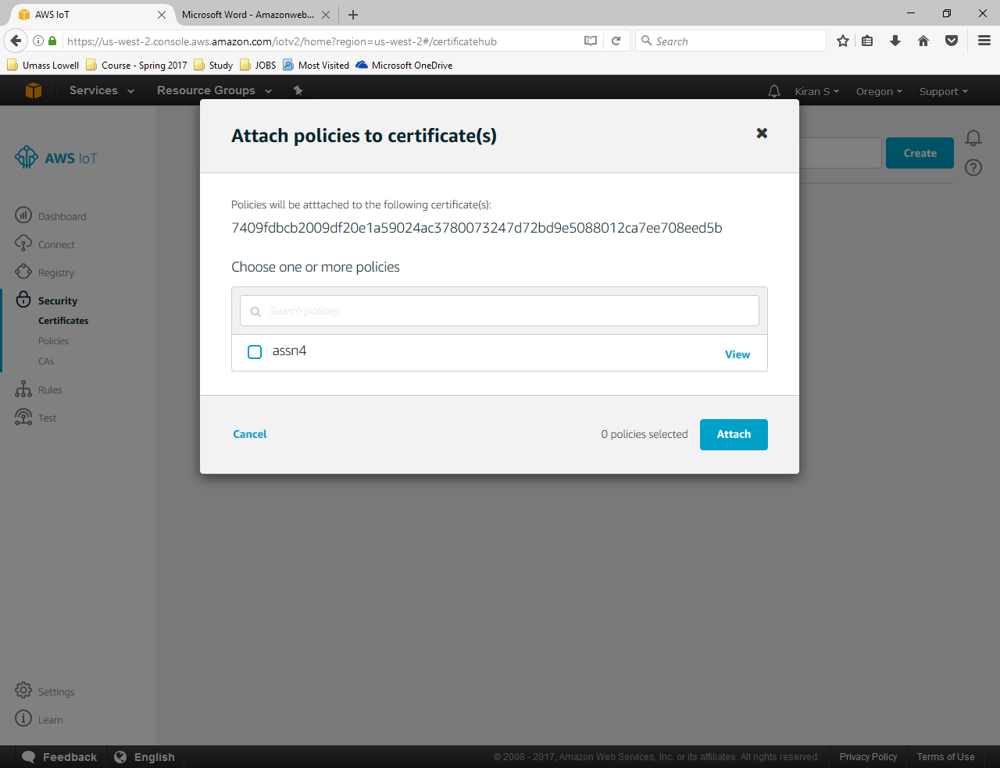 AWS IoT
Microsoft Word - Amazonweb...
https://us-west-2.console.aws.amazon.com/iotv2/home?region=us-west-2#/certificatehub
Search
Umass Lowell
Course - Spring 2017
Study
JOBS
Most Visited
Microsoft OneDrive
Services
Resource Groups
Kiran S
Oregon
Support
Attach policies to certificate(s)
Create
AWS IoT
Policies will be atttached to the following certificate(s):
7409fdbcb2009df20e1a59024ac3780073247d72bd9e5088012ca7ee708eed5b
Dashboard
Connect
Registry
Security
Certificates
Policies
CAs
Rules
Test
Choose one or more policies
Search policies
assn4
View
Cancel
0 policies selected
Attach
Settings
Learn
Feedback
English
© 2008 - 2017, Amazon Web Services, Inc. or its affiliates. All rights reserved.
Privacy Policy
Terms of Use